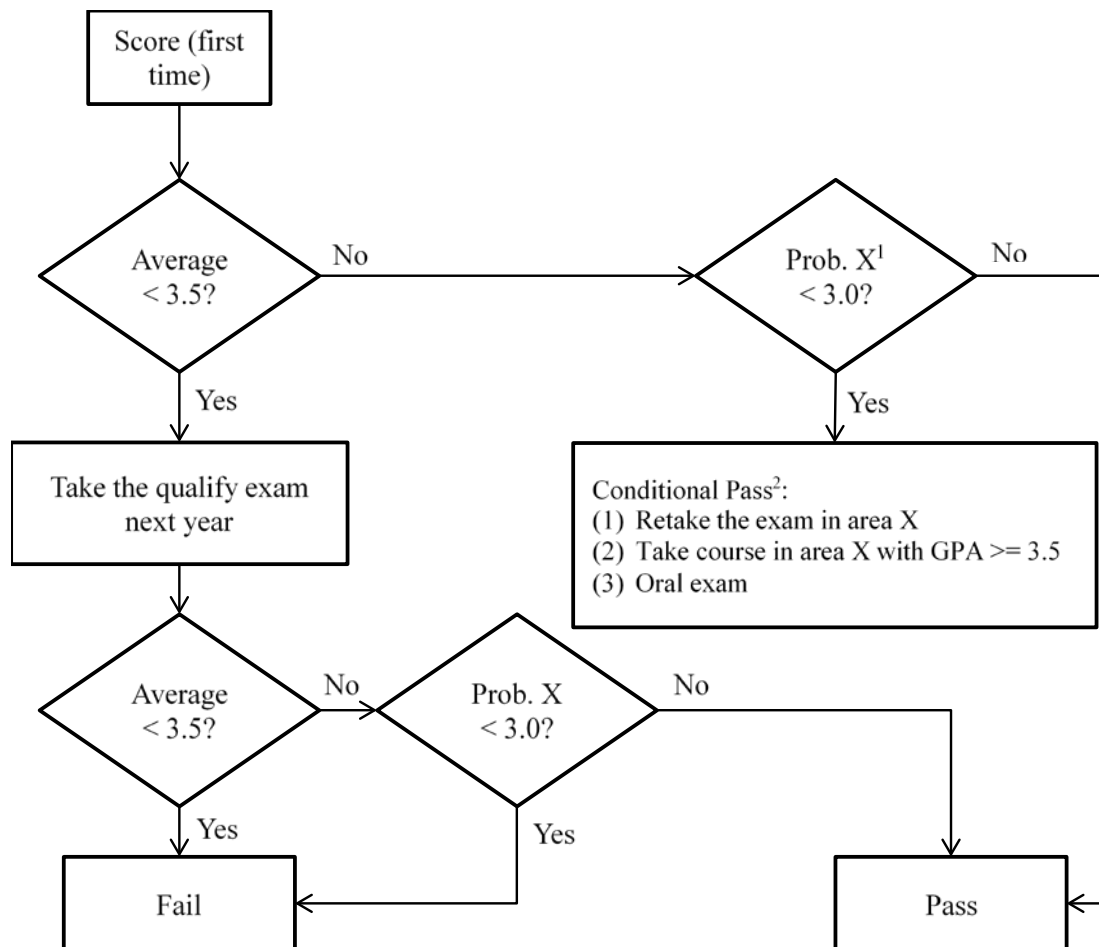 Score (first
time)
Average
< 3.5?
No
Prob. X¹
< 3.0?
No
Yes
Yes
Take the qualify exam
next year
Conditional Pass²:
(1) Retake the exam in area X
(2) Take course in area X with GPA >= 3.5
(3) Oral exam
Average
< 3.5?
No
Prob. X
< 3.0?
No
Yes
Yes
Fail
Pass